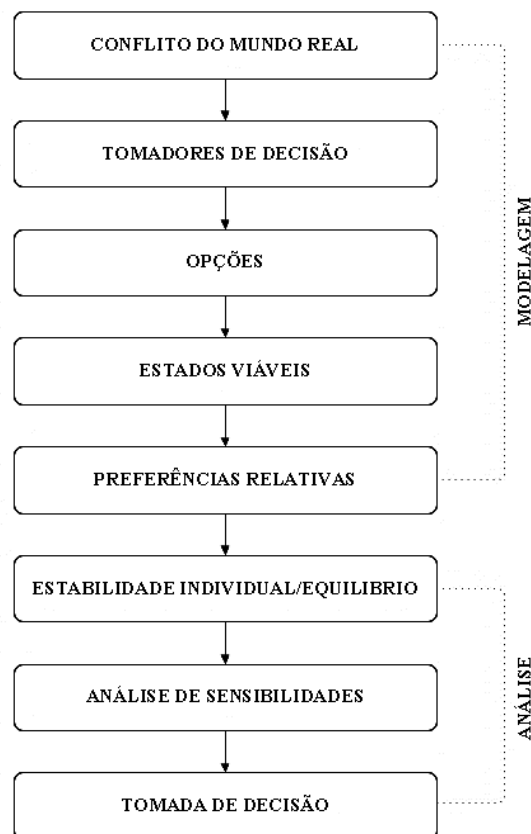 CONFLITO DO MUNDO REAL
TOMADORES DE DECISÃO
OPÇÕES
ESTADOS VIÁVEIS
PREFERÊNCIAS RELATIVAS
MODELAGEM
ESTABILIDADE INDIVIDUAL/EQUILIBRIO
ANÁLISE DE SENSIBILIDADES
TOMADA DE DECISÃO
ANÁLISE